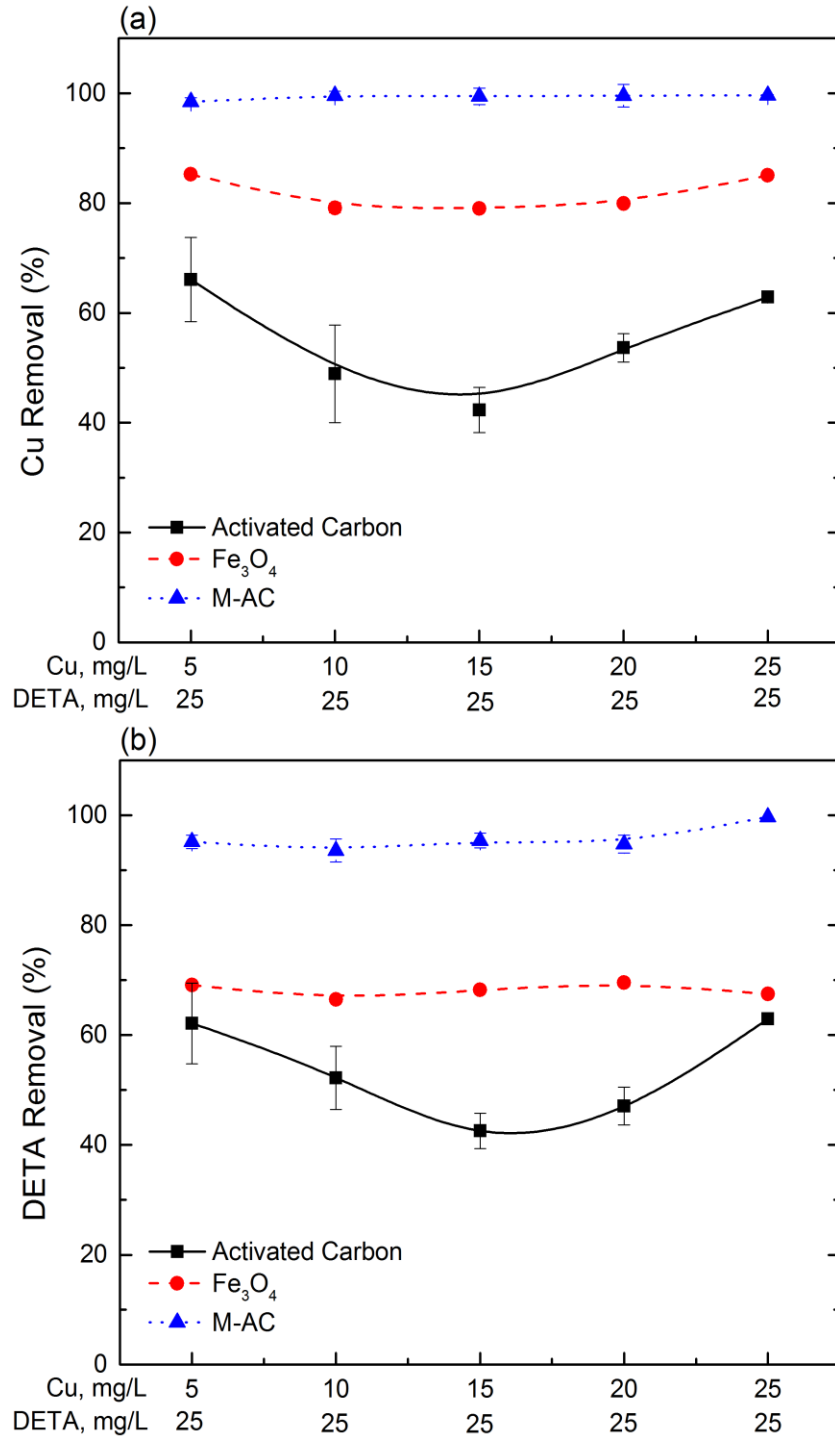 (a)
Cu Removal (%)
100
80
60
40
20
0
Activated Carbon
Fe₃O₄
M-AC
Cu, mg/L 5 10 15 20 25
DETA, mg/L 25 25 25 25 25
(b)
DETA Removal (%)
100
80
60
40
20
0
Activated Carbon
Fe₃O₄
M-AC
Cu, mg/L 5 10 15 20 25
DETA, mg/L 25 25 25 25 25